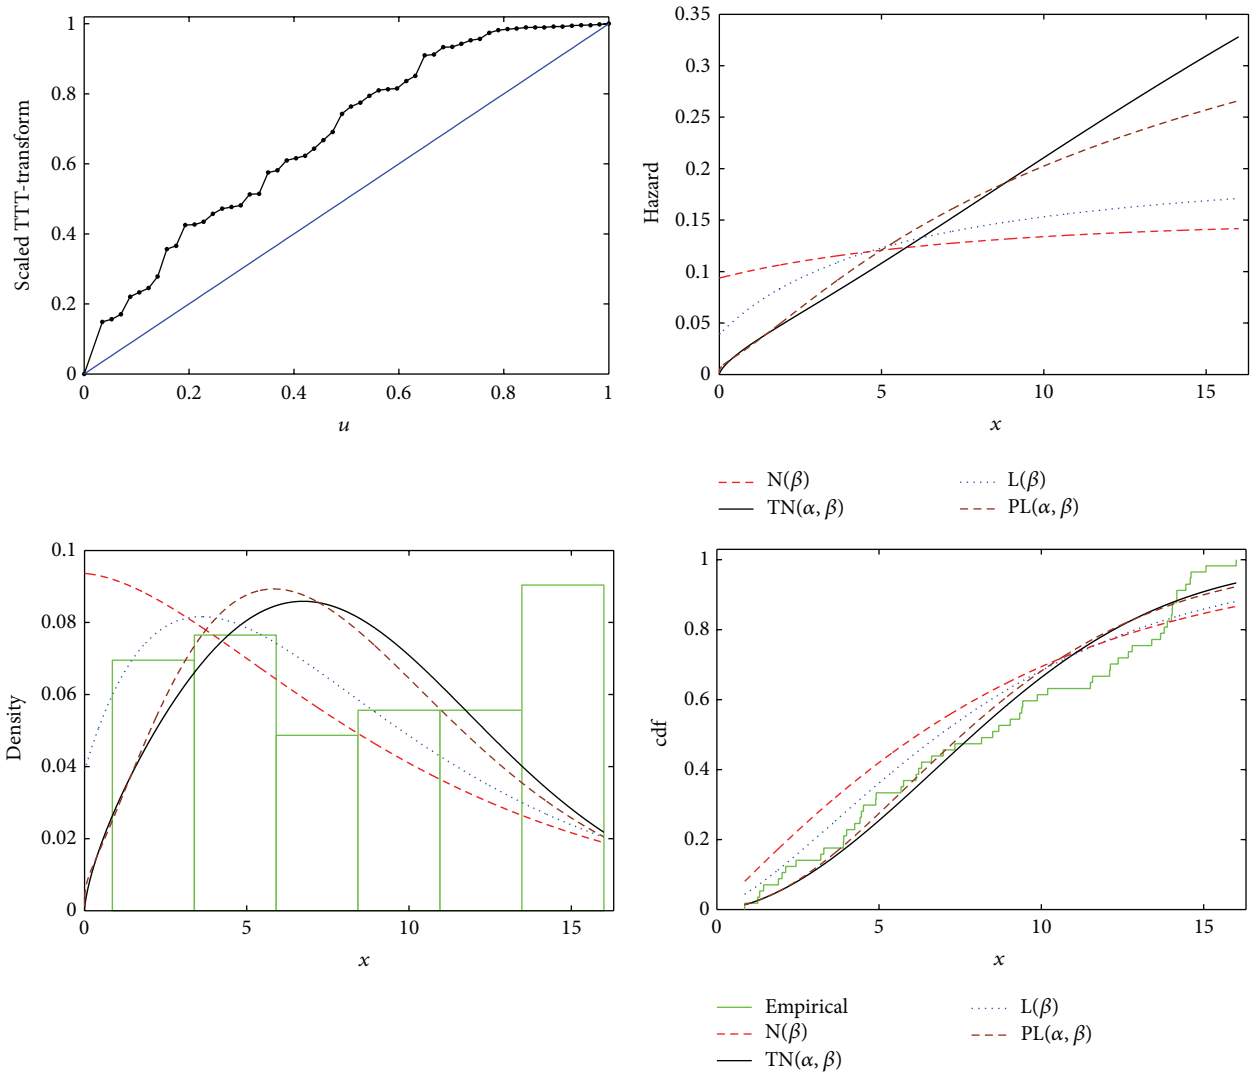 1
0.8
0.6
0.4
0.2
0
Scaled TTT-transform
0 0.2 0.4 0.6 0.8 1
u
0.35
0.3
0.25
0.2
0.15
0.1
0.05
0
Hazard
0 5 10 15
x
N(β) L(β)
TN(α, β) PL(α, β)
0.1
0.08
0.06
0.04
0.02
0
Density
0 5 10 15
x
1
0.8
0.6
0.4
0.2
0
cdf
0 5 10 15
x
Empirical L(β)
N(β) PL(α, β)
TN(α, β)